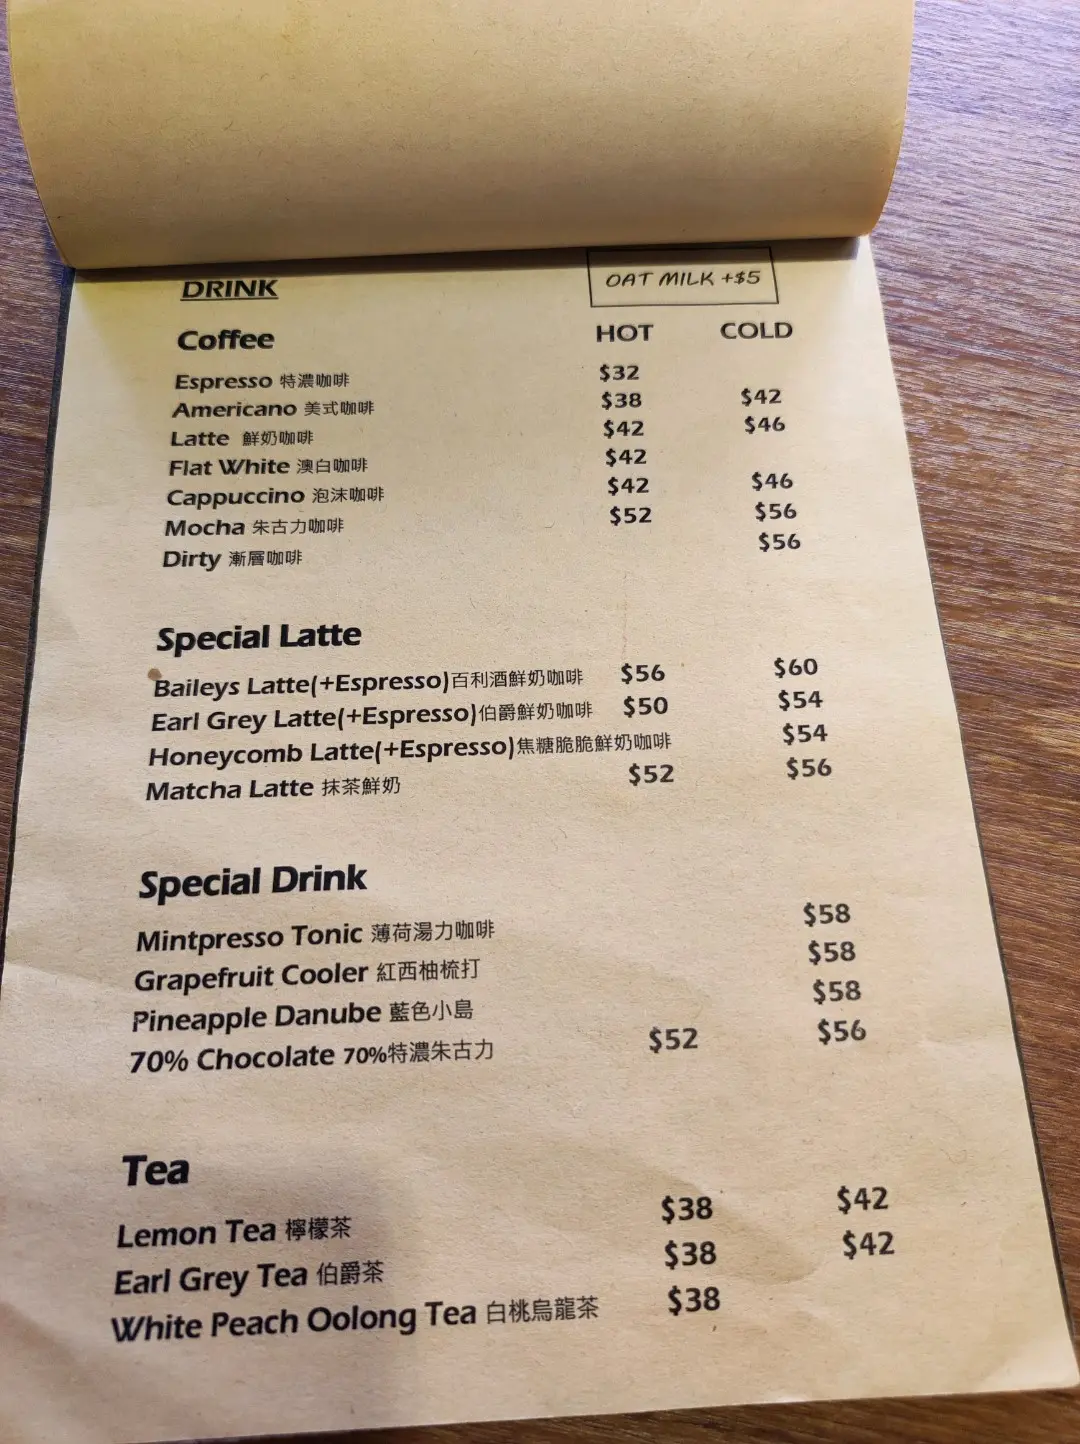 DRINK OAT MILK +$5
Coffee HOT COLD
Espresso 特濃咖啡 $32
Americano 美式咖啡 $38 $42
Latte 鮮奶咖啡 $42 $46
Flat White 澳白咖啡 $42
Cappuccino 泡沫咖啡 $42 $46
Mocha 朱古力咖啡 $52 $56
Dirty 漸層咖啡 $56
Special Latte
Baileys Latte(+Espresso)百利酒鮮奶咖啡 $56 $60
Earl Grey Latte(+Espresso)伯爵鮮奶咖啡 $50 $54
Honeycomb Latte(+Espresso)焦糖脆脆鮮奶咖啡 $54
Matcha Latte 抹茶鮮奶 $52 $56
Special Drink
Mintpresso Tonic 薄荷湯力咖啡 $58
Grapefruit Cooler 紅西柚梳打 $58
Pineapple Danube 藍色小島 $58
70% Chocolate 70%特濃朱古力 $52 $56
Tea
Lemon Tea 檸檬茶 $38 $42
Earl Grey Tea 伯爵茶 $38 $42
White Peach Oolong Tea 白桃烏龍茶 $38